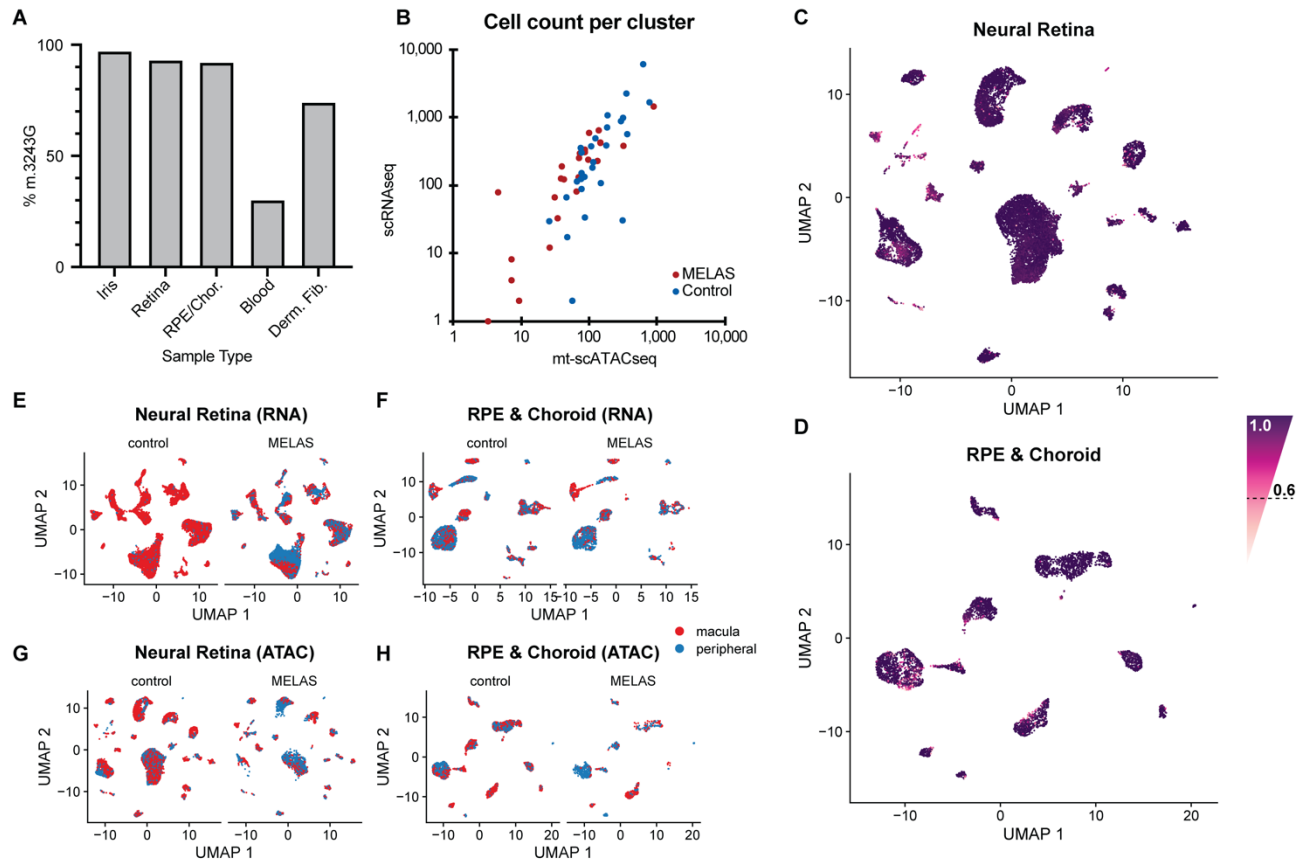 A
100
50
0
% m.3243G
Iris
Retina
RPE/Chor.
Blood
Derm. Fib.
Sample Type
B
Cell count per cluster
10,000
1,000
100
10
1
scRNAseq
MELAS
Control
1
10
100
1,000
10,000
mt-scATACseq
C
Neural Retina
10
0
−10
UMAP 2
−10
0
10
UMAP 1
D
RPE & Choroid
10
0
−10
UMAP 2
−10
0
10
20
UMAP 1
1.0
0.6
E
Neural Retina (RNA)
control
MELAS
10
0
−10
UMAP 2
−10
0
10
−10
0
10
UMAP 1
F
RPE & Choroid (RNA)
control
MELAS
10
0
−10
UMAP 2
−10
−5
0
5
10
15
−10
−5
0
5
10
15
UMAP 1
macula
peripheral
G
Neural Retina (ATAC)
control
MELAS
10
0
−10
UMAP 2
−10
0
10
−10
0
10
UMAP 1
H
RPE & Choroid (ATAC)
control
MELAS
10
0
−10
UMAP 2
−10
0
10
20
−10
0
10
20
UMAP 1